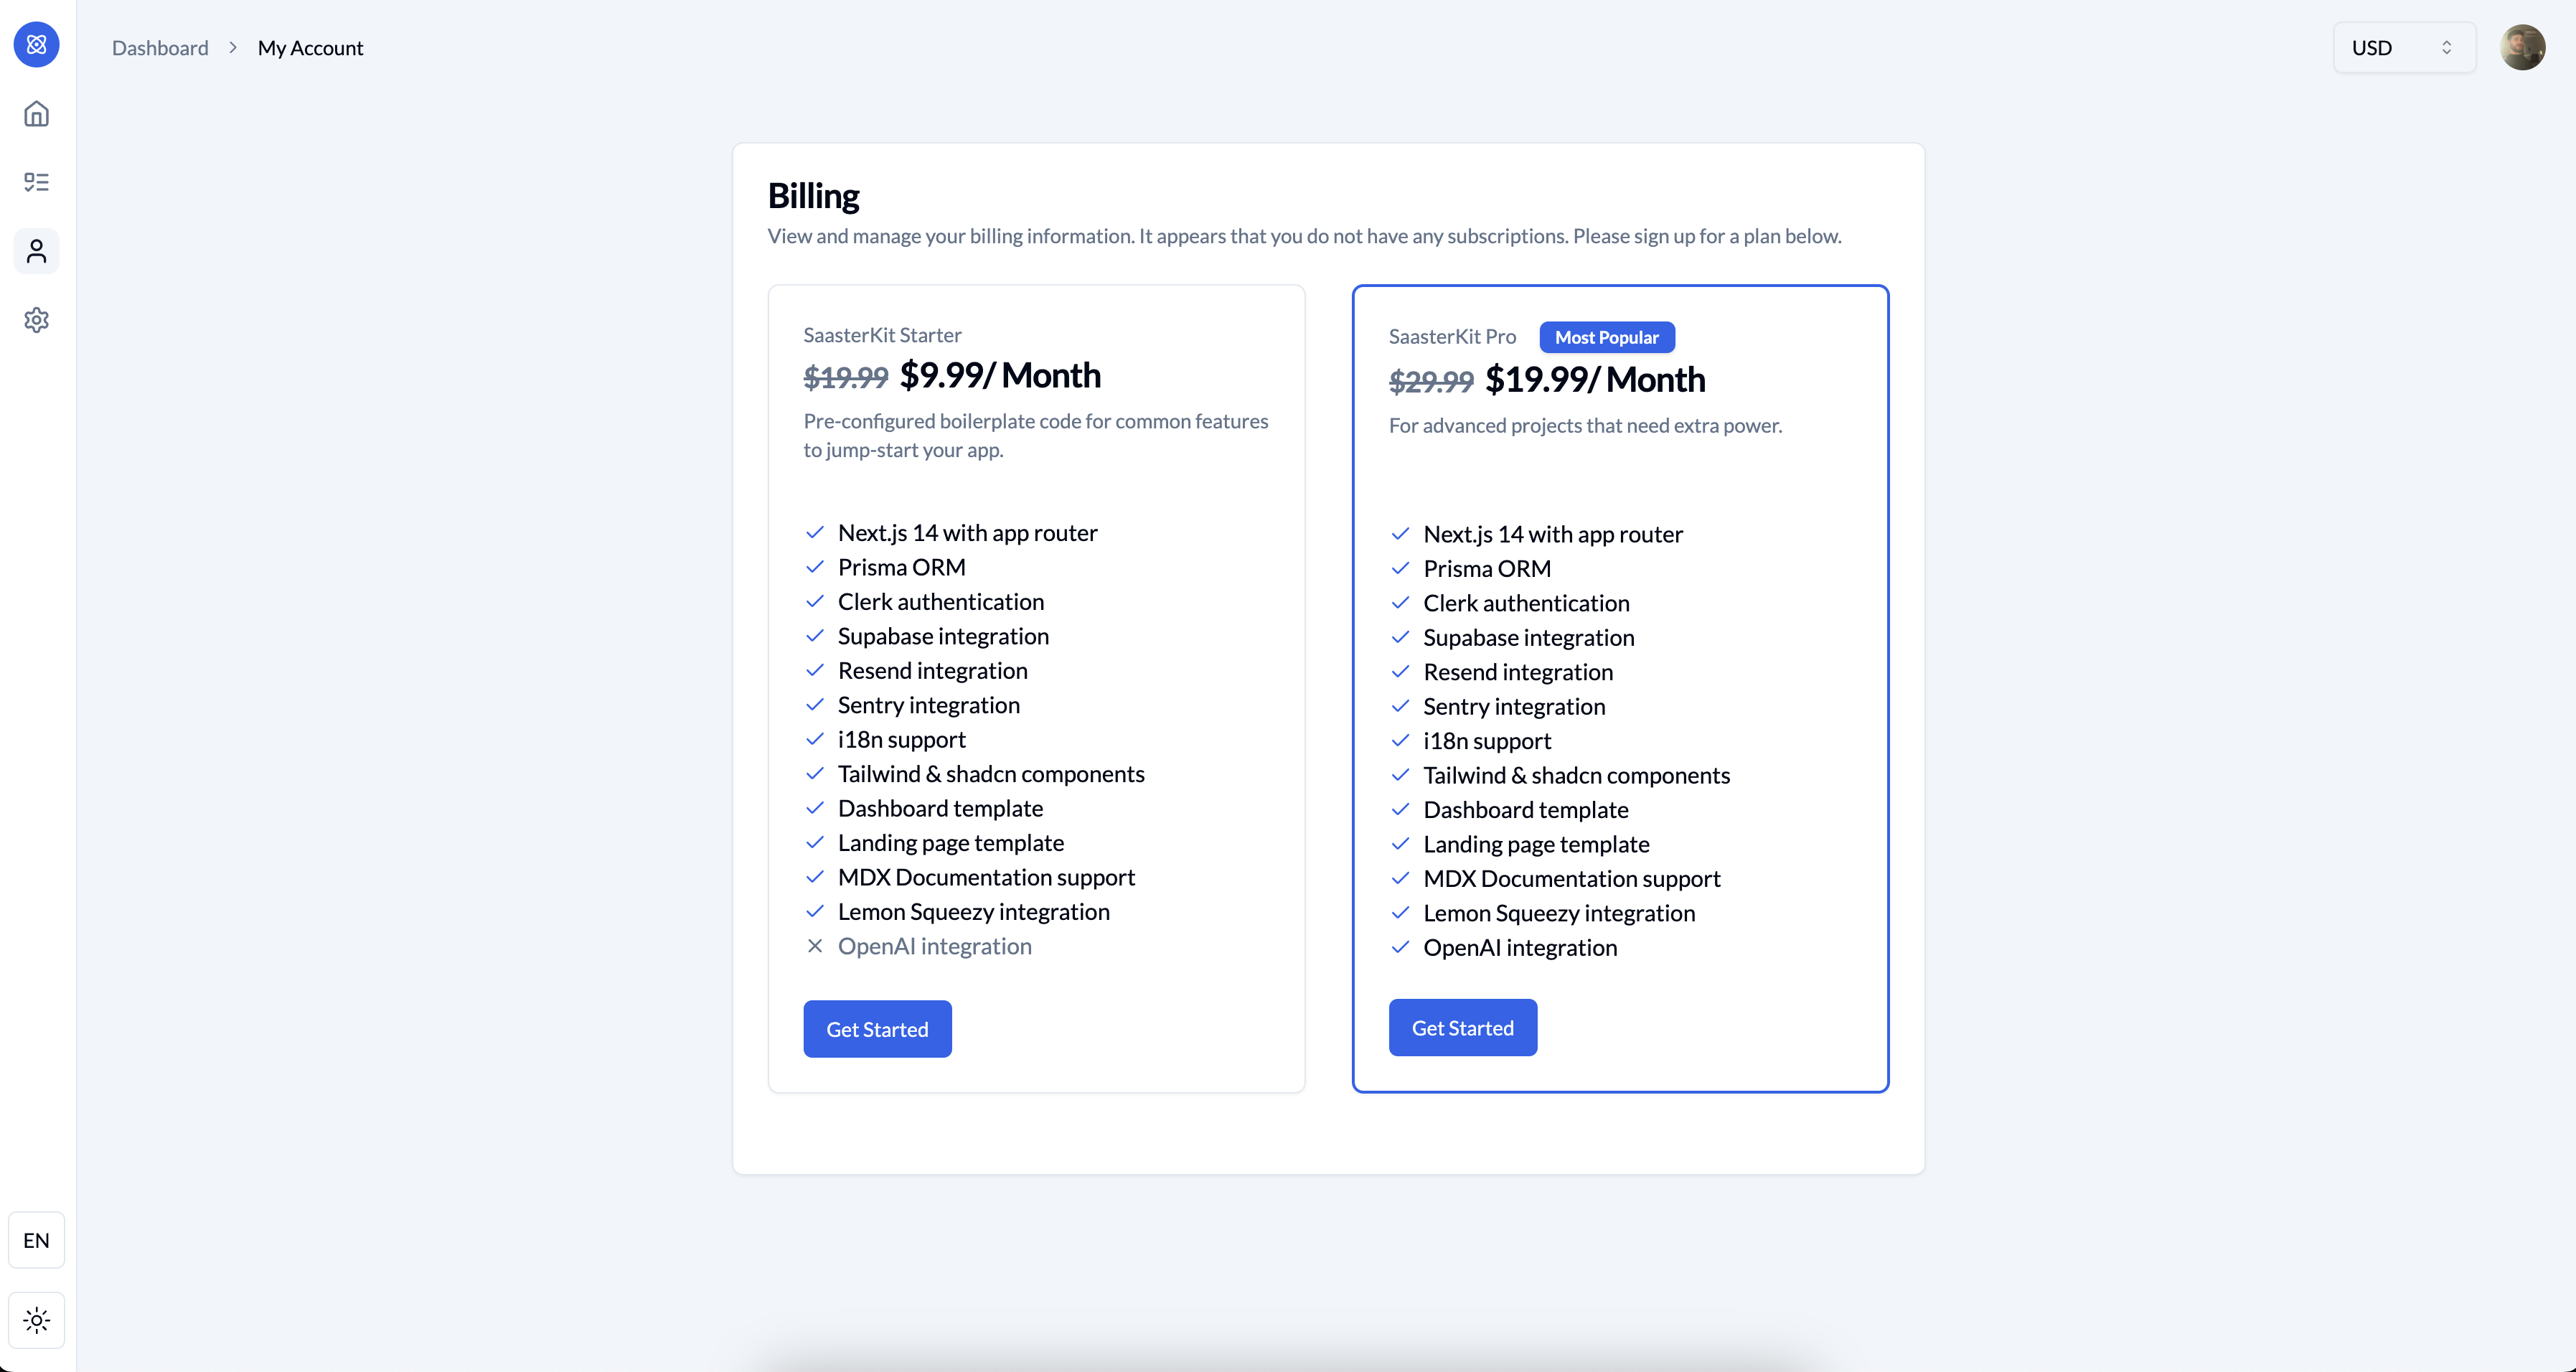 Dashboard > My Account
USD
Billing
View and manage your billing information. It appears that you do not have any subscriptions. Please sign up for a plan below.
SaasterKit Starter
$19.99 $9.99/ Month
Pre-configured boilerplate code for common features
to jump-start your app.
Next.js 14 with app router
Prisma ORM
Clerk authentication
Supabase integration
Resend integration
Sentry integration
i18n support
Tailwind & shadcn components
Dashboard template
Landing page template
MDX Documentation support
Lemon Squeezy integration
OpenAI integration
Get Started
SaasterKit Pro Most Popular
$29.99 $19.99/ Month
For advanced projects that need extra power.
Next.js 14 with app router
Prisma ORM
Clerk authentication
Supabase integration
Resend integration
Sentry integration
i18n support
Tailwind & shadcn components
Dashboard template
Landing page template
MDX Documentation support
Lemon Squeezy integration
OpenAI integration
Get Started
EN